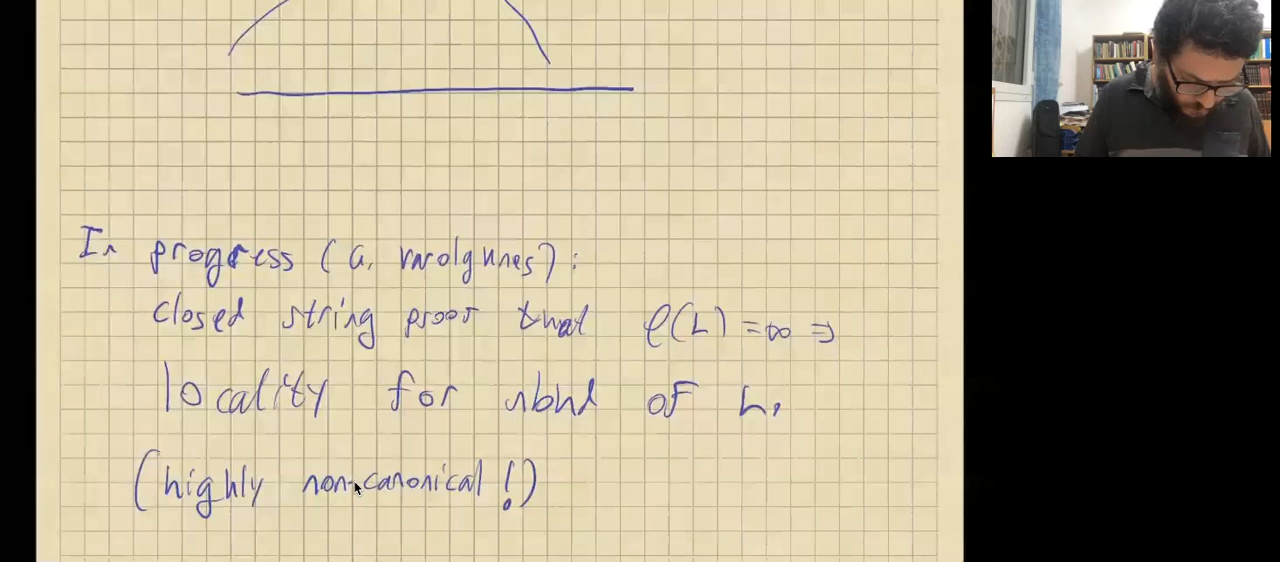 In progress (G. Varolgunes):
closed string proof that ℓ(L) = ∞ ⇒
locality for nbhd of L.
(highly non-canonical!)